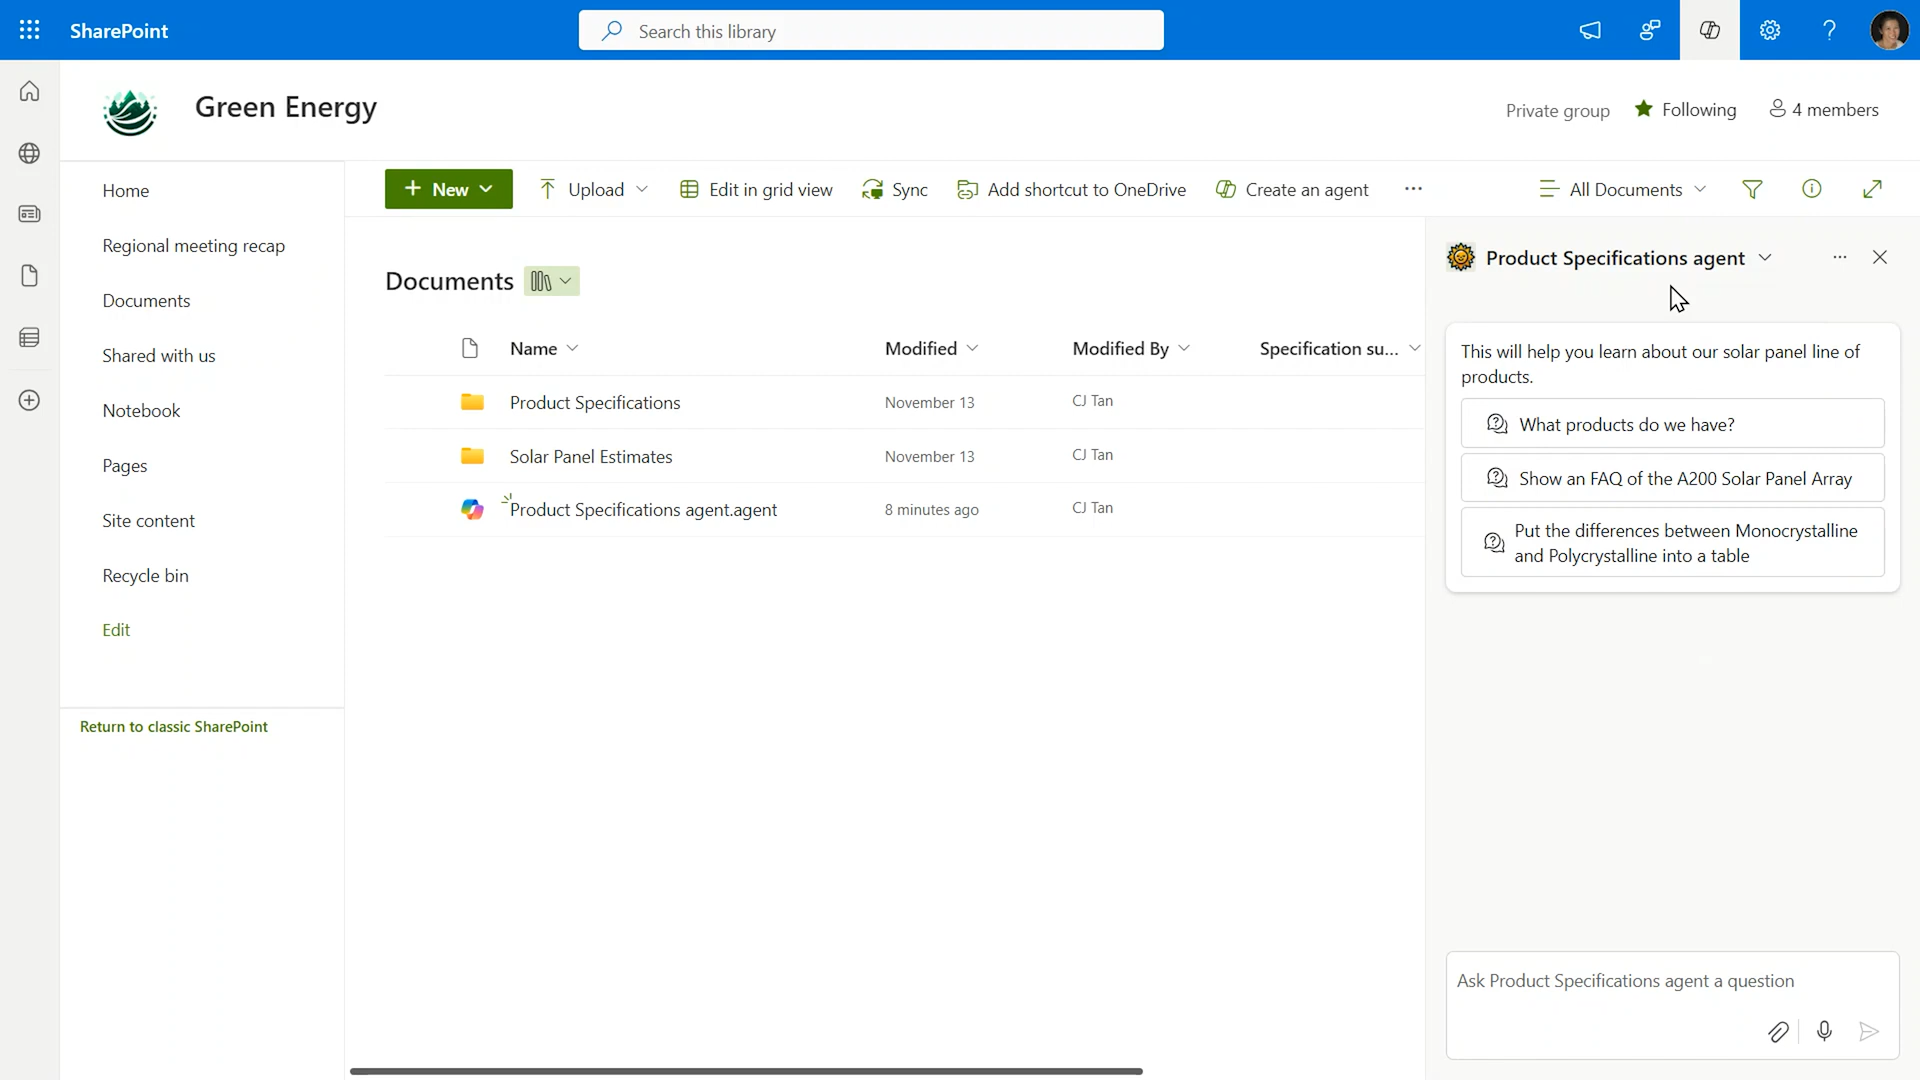 SharePoint
Search this library
Green Energy
Private group
Following
4 members
Home
Regional meeting recap
Documents
Shared with us
Notebook
Pages
Site content
Recycle bin
Edit
Return to classic SharePoint
New
Upload
Edit in grid view
Sync
Add shortcut to OneDrive
Create an agent
All Documents
Documents
Name
Modified
Modified By
Specification su...
Product Specifications
November 13
CJ Tan
Solar Panel Estimates
November 13
CJ Tan
Product Specifications agent.agent
8 minutes ago
CJ Tan
Product Specifications agent
This will help you learn about our solar panel line of
products.
What products do we have?
Show an FAQ of the A200 Solar Panel Array
Put the differences between Monocrystalline
and Polycrystalline into a table
Ask Product Specifications agent a question